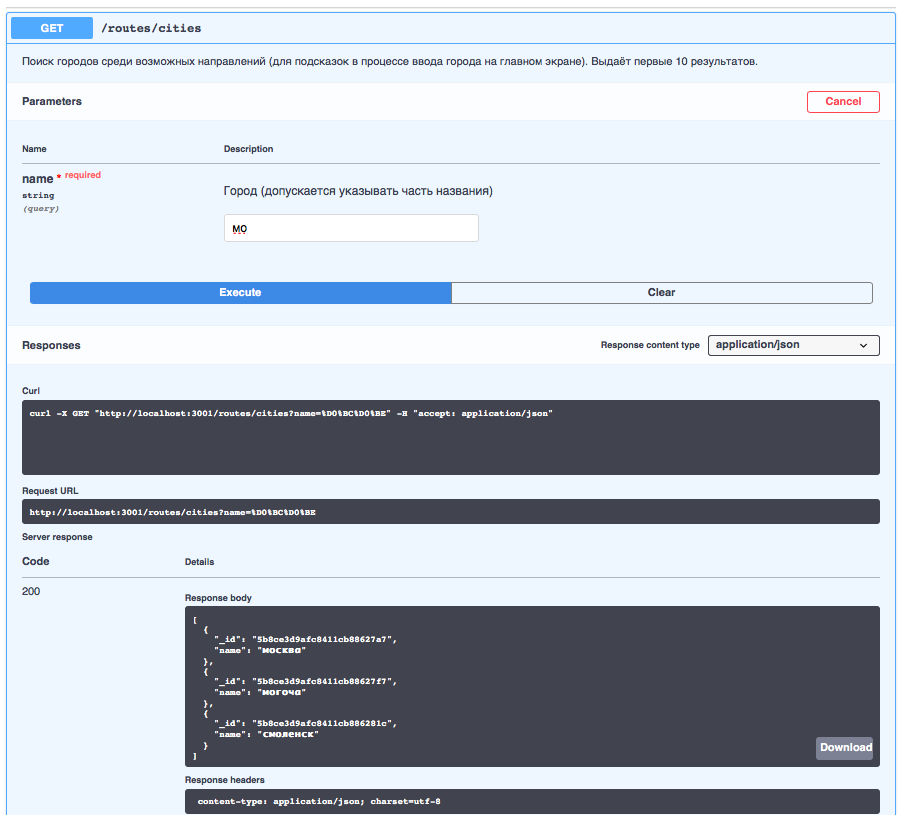 GET /routes/cities
Поиск городов среди возможных направлений (для подсказок в процессе ввода города на главном экране). Выдаёт первые 10 результатов.
Parameters
Cancel
Name Description
name * required
string
(query)
Город (допускается указывать часть названия)
мо
Execute Clear
Responses
Response content type application/json
Curl
curl -X GET "http://localhost:3001/routes/cities?name=%D0%BC%D0%BE" -H "accept: application/json"
Request URL
http://localhost:3001/routes/cities?name=%D0%BC%D0%BE
Server response
Code Details
200
Response body
[
{
"_id": "5b8ce3d9afc8411cb88627a7",
"name": "москва"
},
{
"_id": "5b8ce3d9afc8411cb88627f7",
"name": "могоча"
},
{
"_id": "5b8ce3d9afc8411cb886281c",
"name": "смоленск"
}
]
Download
Response headers
content-type: application/json; charset=utf-8